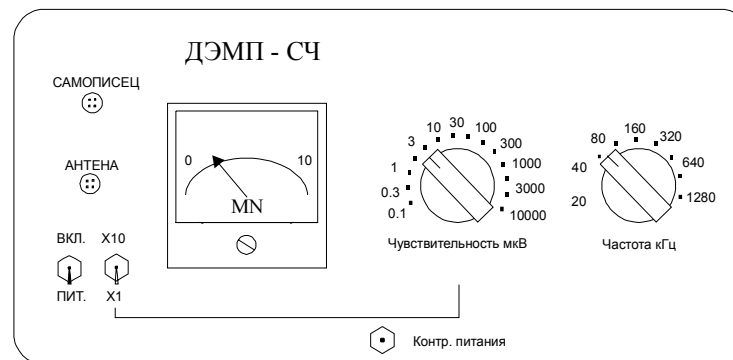 ДЭМП - СЧ
САМОПИСЕЦ
АНТЕНА
ВКЛ. X10
ПИТ. X1
0 10
MN
0.1 0.3 1 3 10 30 100 300 1000 3000 10000
Чувствительность мкВ
20 40 80 160 320 640 1280
Частота кГц
Контр. питания